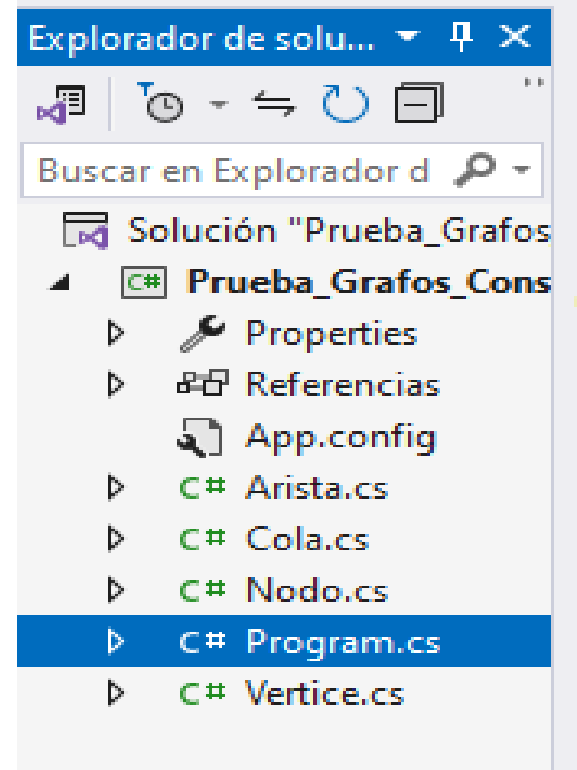 Explorador de solu...
Buscar en Explorador d
Solución "Prueba_Grafos
C# Prueba_Grafos_Cons
Properties
Referencias
App.config
C# Arista.cs
C# Cola.cs
C# Nodo.cs
C# Program.cs
C# Vertice.cs